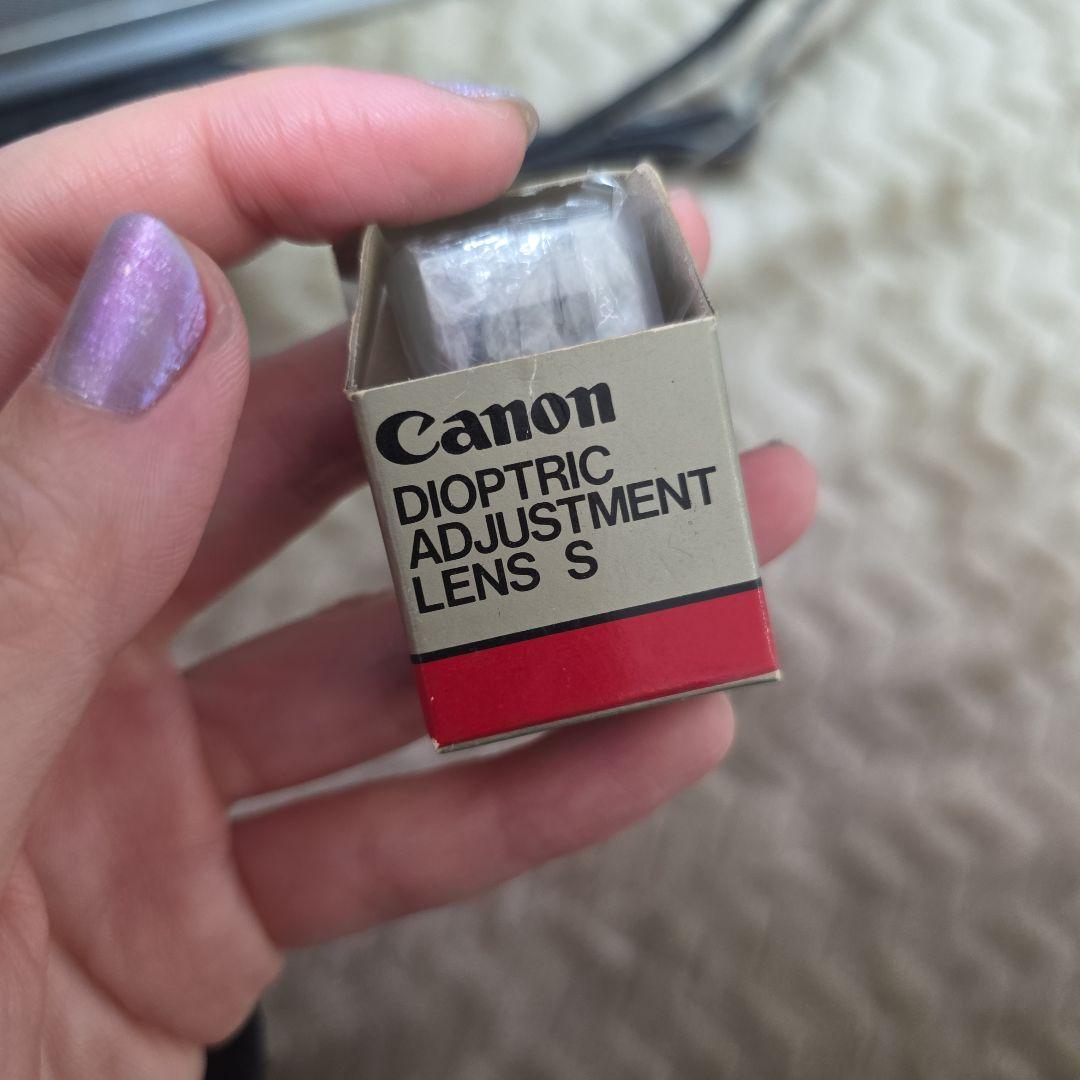 Canon
DIOPTRIC
ADJUSTMENT
LENS S